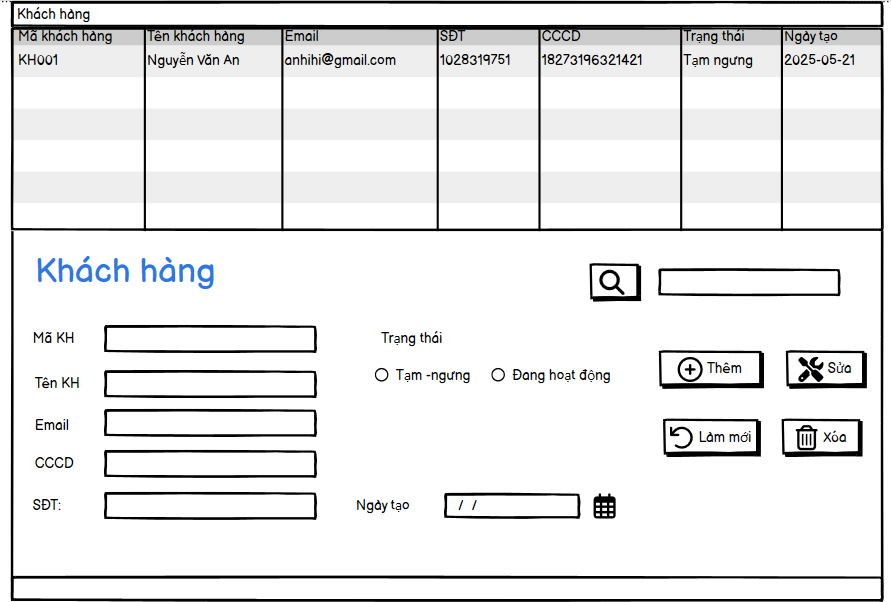 Khách hàng
Mã khách hàng Tên khách hàng Email SĐT CCCD Trạng thái Ngày tạo
KH001 Nguyễn Văn An anhihi@gmail.com 1028319751 18273196321421 Tạm ngưng 2025-05-21
Khách hàng
Mã KH Trạng thái
Thêm Sửa
Tên KH Tạm -ngưng Đang hoạt động
Email
Làm mới Xóa
CCCD
SĐT: Ngày tạo / /